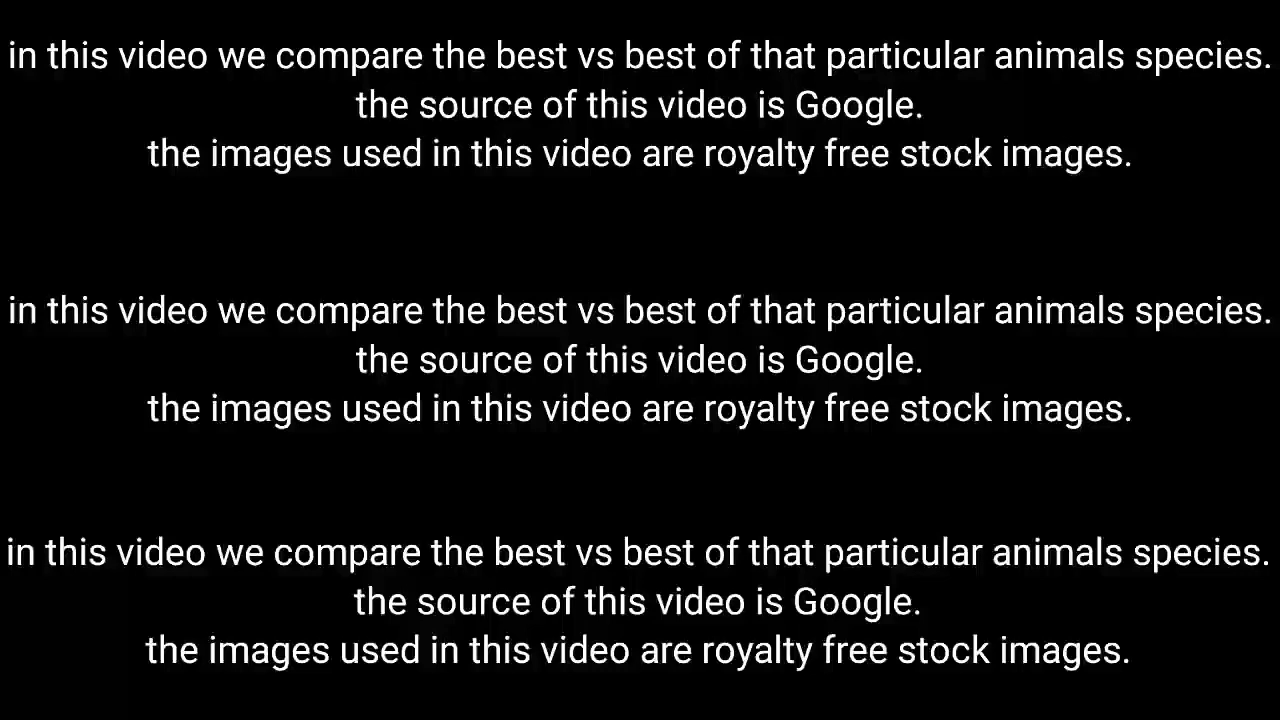 in this video we compare the best vs best of that particular animals species.
the source of this video is Google.
the images used in this video are royalty free stock images.
in this video we compare the best vs best of that particular animals species.
the source of this video is Google.
the images used in this video are royalty free stock images.
in this video we compare the best vs best of that particular animals species.
the source of this video is Google.
the images used in this video are royalty free stock images.